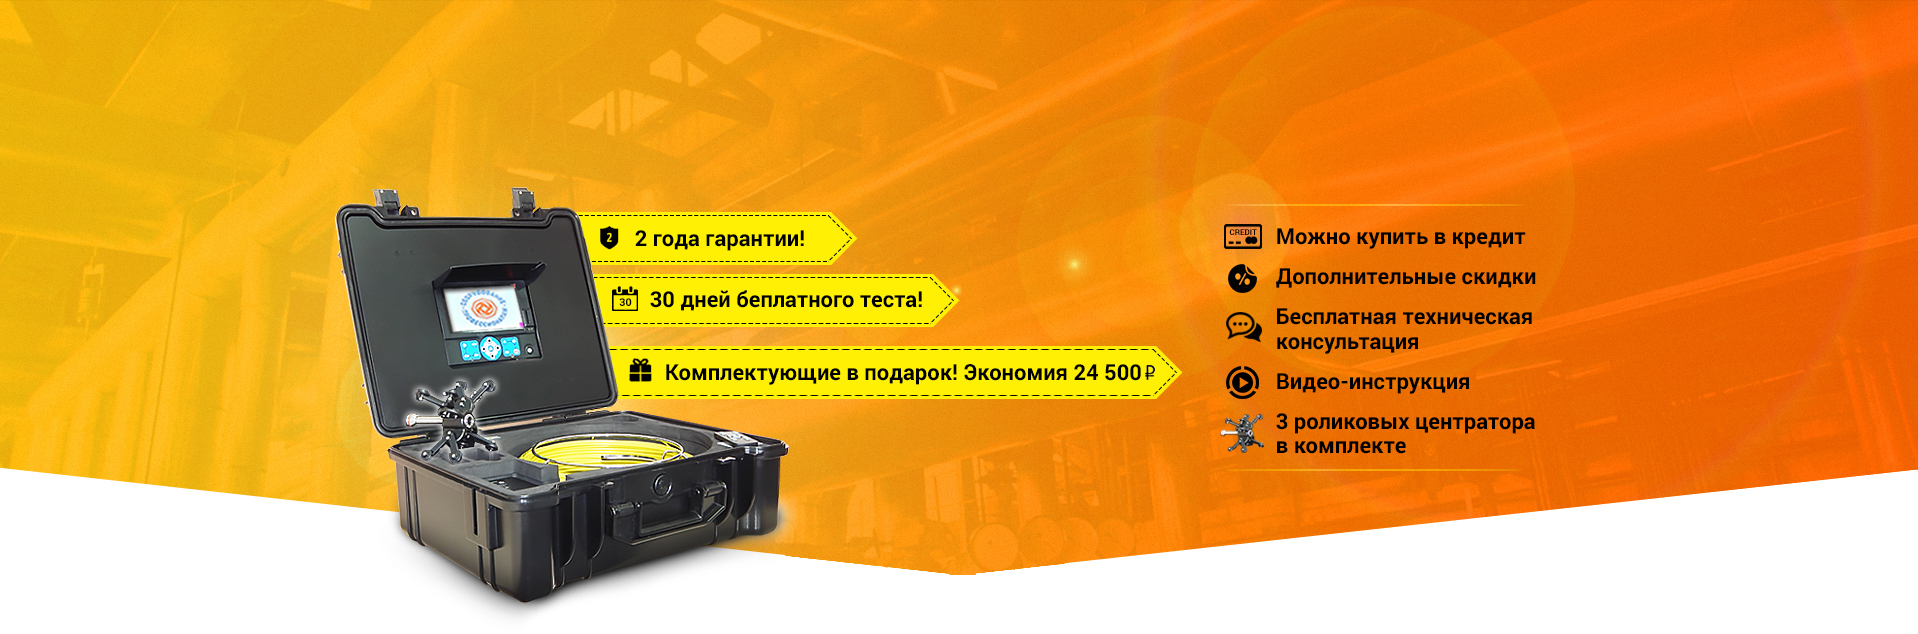 2
2 года гарантии!
30
30 дней беплатного теста!
Комплектующие в подарок! Экономия 24 500 ₽
CREDIT
Можно купить в кредит
%
Дополнительные скидки
Бесплатная техническая
консультация
Видео-инструкция
3 роликовых центратора
в комплекте